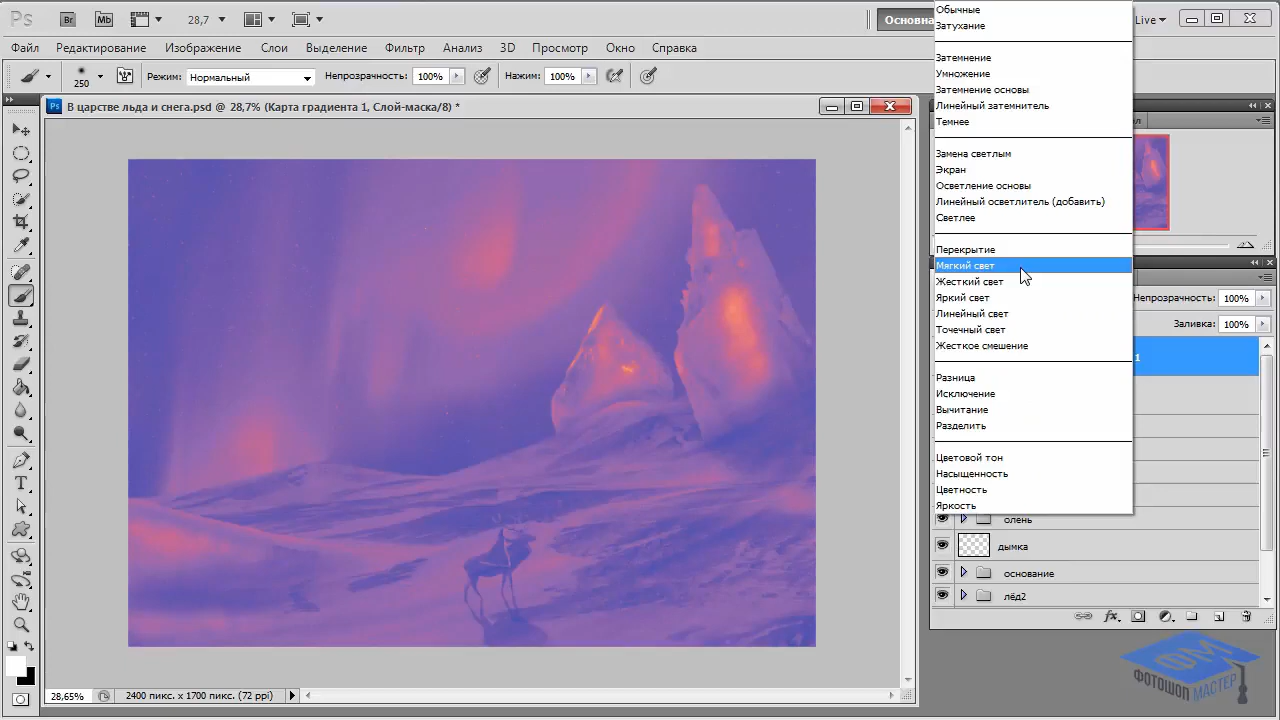 Ps
Br
Mb
28,7
Основна
Live
Файл
Редактирование
Изображение
Слои
Выделение
Фильтр
Анализ
3D
Просмотр
Окно
Справка
250
Режим:
Нормальный
Непрозрачность:
100%
Нажим:
100%
Ps
В царстве льда и снега.psd @ 28,7% (Карта градиента 1, Слой-маска/8) *
Обычные
Затухание
Затемнение
Умножение
Затемнение основы
Линейный затемнитель
Темнее
Замена светлым
Экран
Осветление основы
Линейный осветлитель (добавить)
Светлее
Перекрытие
Мягкий свет
Жесткий свет
Яркий свет
Линейный свет
Точечный свет
Жесткое смешение
Разница
Исключение
Вычитание
Разделить
Цветовой тон
Насыщенность
Цветность
Яркость
Непрозрачность:
100%
Заливка:
100%
1
олень
дымка
основание
лёд2
fx
28,65%
2400 пикс. x 1700 пикс. (72 ppi)
ФМ
ФОТОШОП МАСТЕР